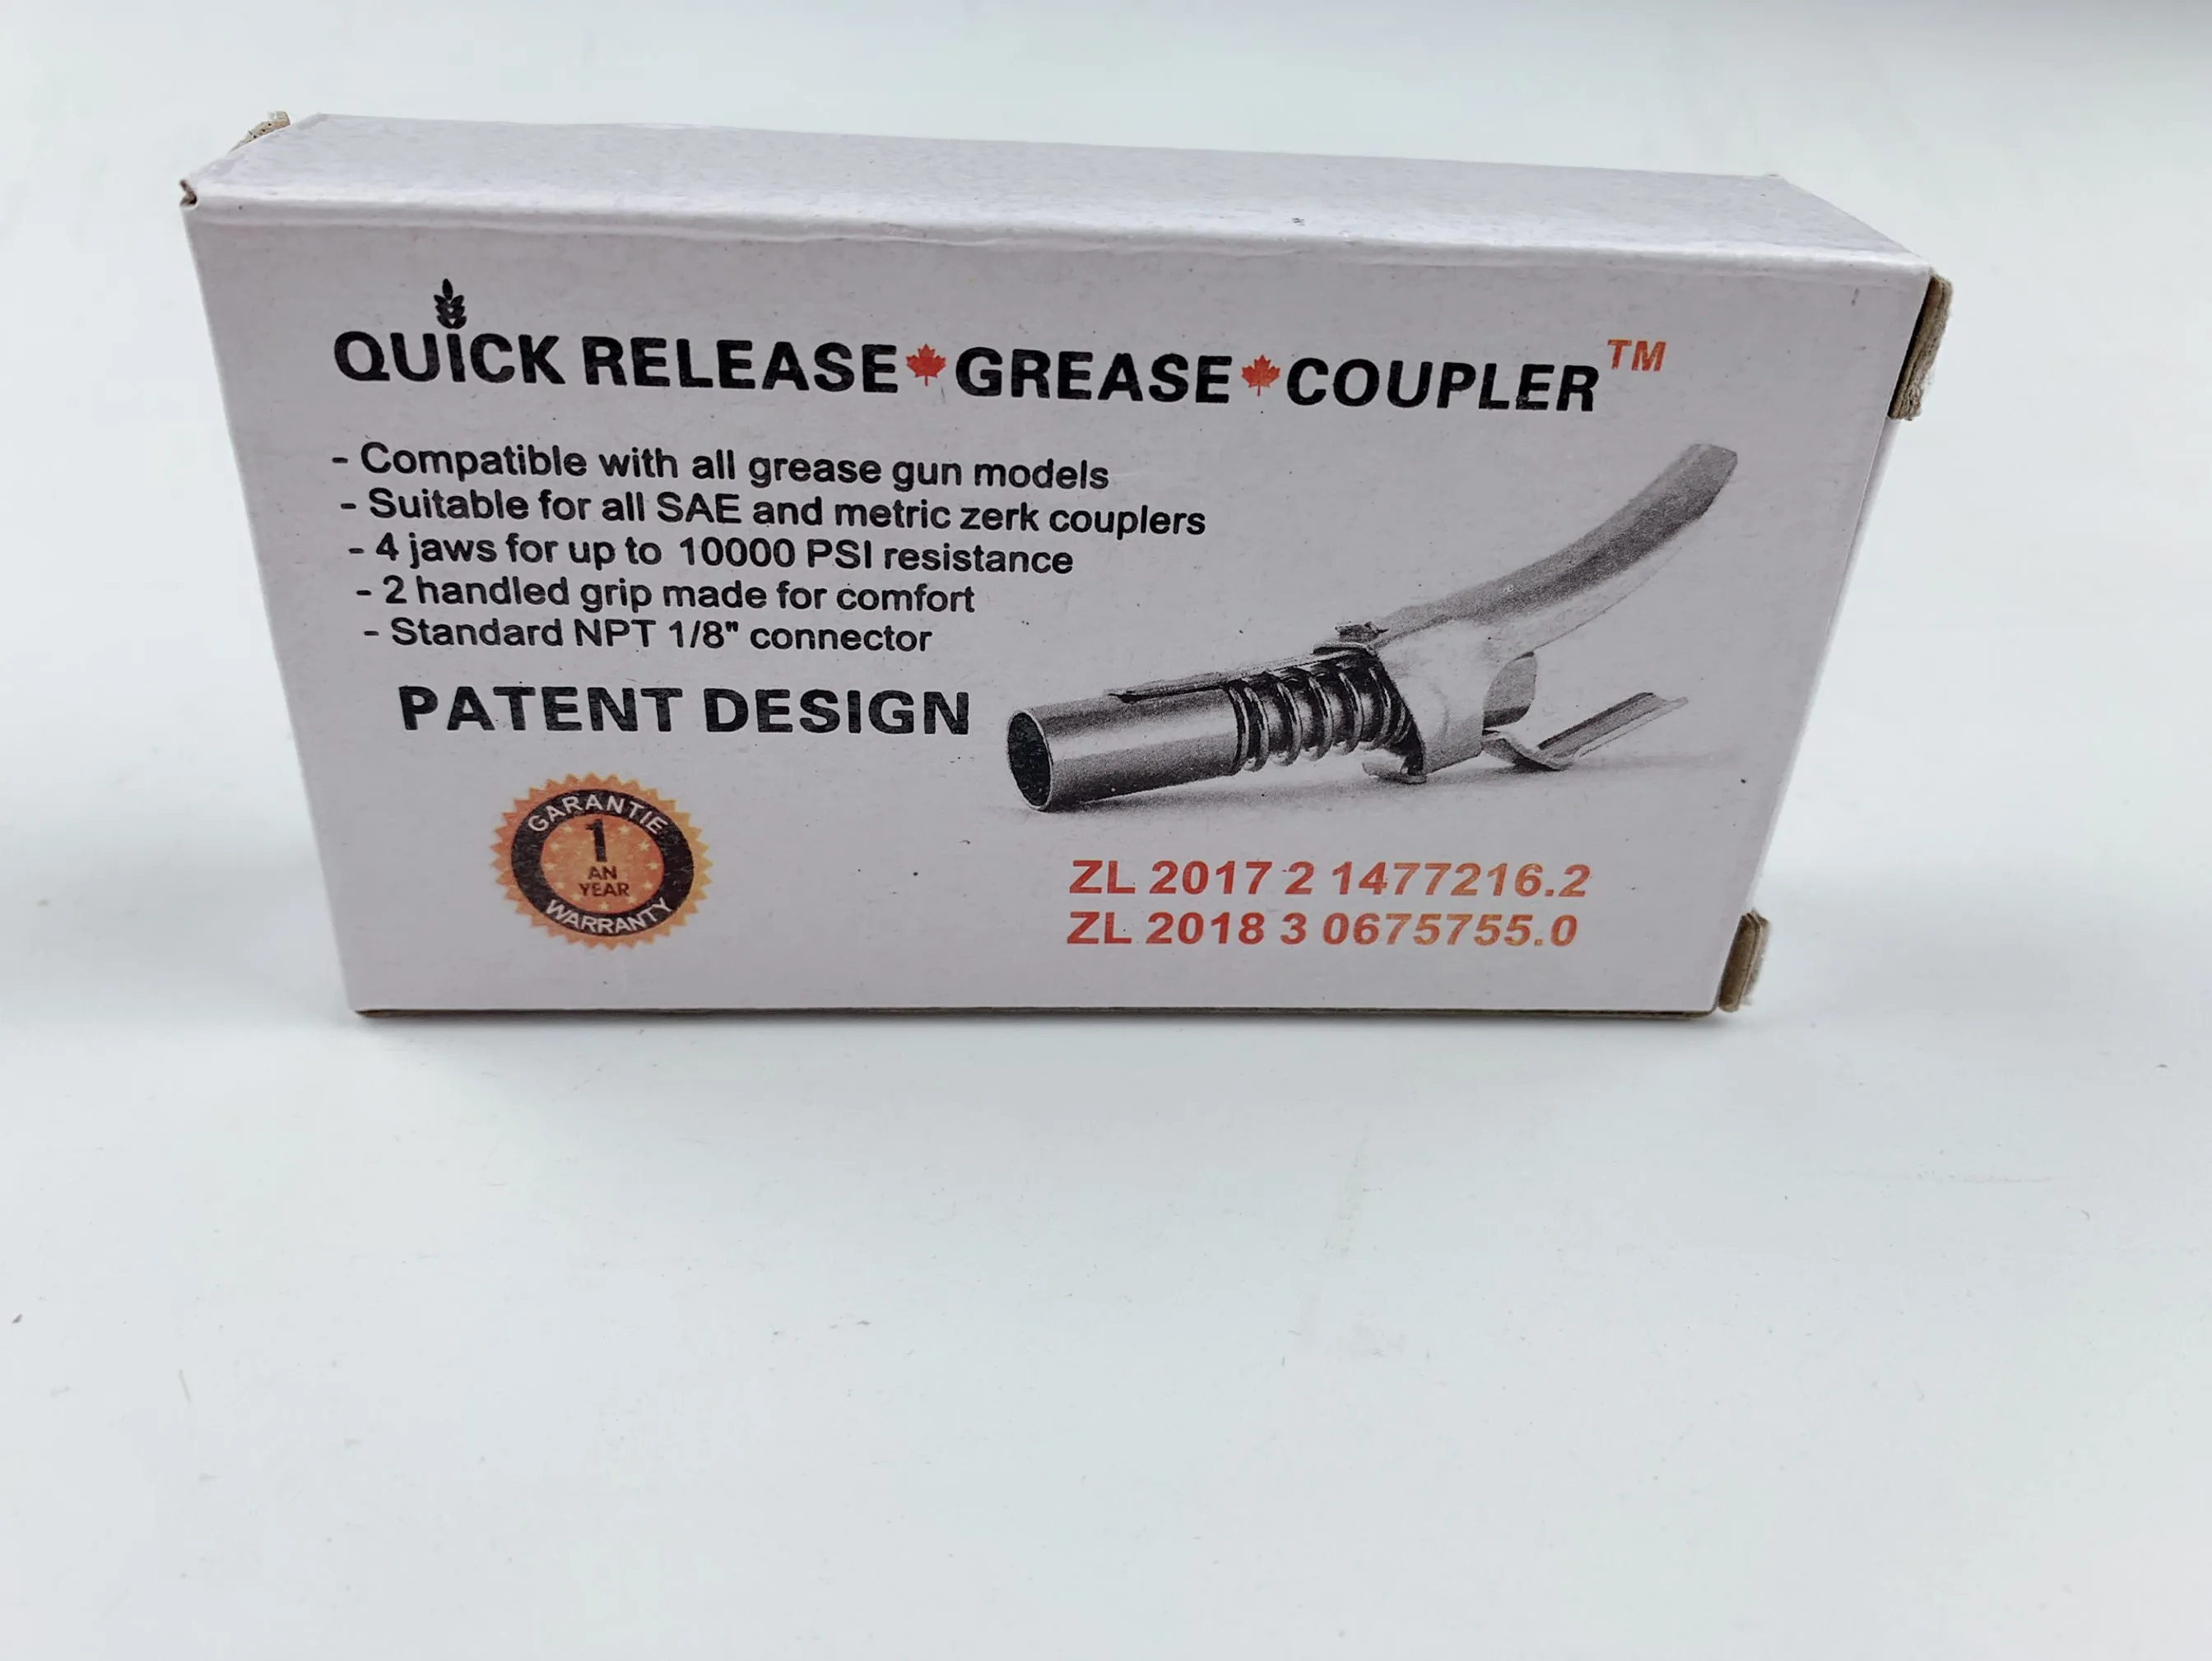 QUICK RELEASE GREASE COUPLER™
- Compatible with all grease gun models
- Suitable for all SAE and metric zerk couplers
- 4 jaws for up to 10000 PSI resistance
- 2 handled grip made for comfort
- Standard NPT 1/8" connector
PATENT DESIGN
GARANTIE
1
AN
YEAR
WARRANTY
ZL 2017 2 1477216.2
ZL 2018 3 0675755.0